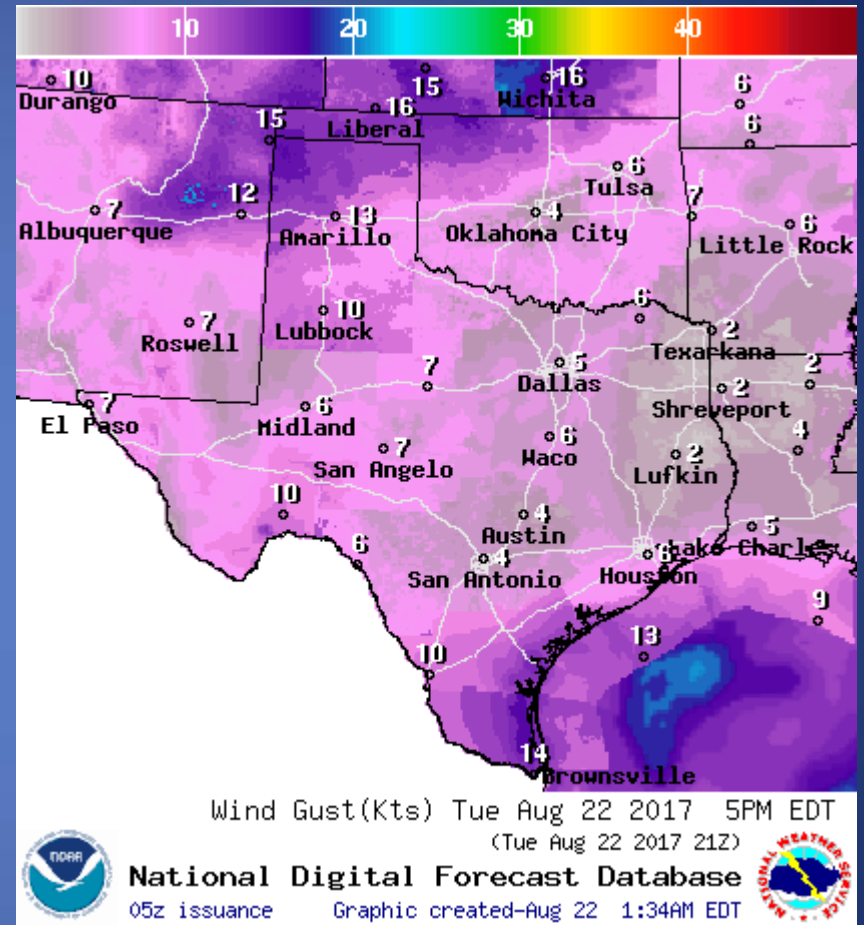 10 20 30 40
10 15 16 6
Durango Wichita
15 16 6
Liberal
6
Tulsa
7 12 13 4 7 6
Albuquerque Amarillo Oklahoma City Little Rock
7 10 6 2
Roswell Lubbock Texarkana
7 5 2 2
Dallas Shreveport
7 6
El Paso Midland
7 6 2 4
San Angelo Waco Lufkin
10 4 5
Austin Lake Charles
6 4 6
San Antonio Houston
9
10 13
14
Brownsville
Wind Gust(Kts) Tue Aug 22 2017 5PM EDT
(Tue Aug 22 2017 21Z)
NOAA
National Digital Forecast Database
05z issuance Graphic created-Aug 22 1:34AM EDT
NATIONAL WEATHER SERVICE